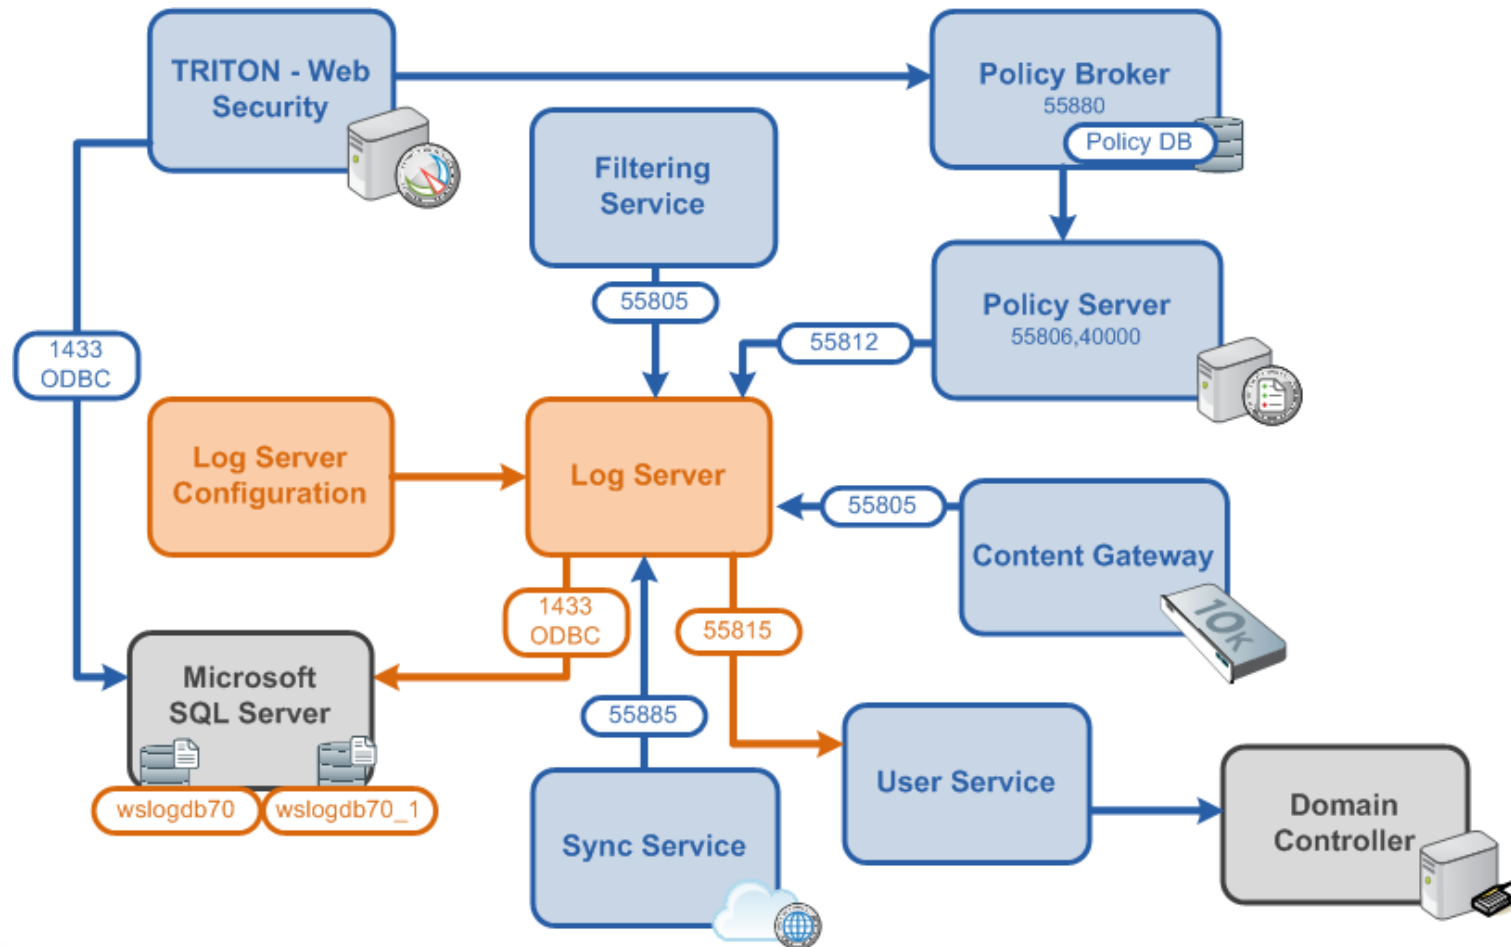 TRITON - Web
Security
Policy Broker
55880
Policy DB
Filtering
Service
55805
Policy Server
55806,40000
55812
1433
ODBC
Log Server
Configuration
Log Server
55805
Content Gateway
10K
1433
ODBC
55815
Microsoft
SQL Server
wslogdb70
wslogdb70_1
55885
Sync Service
User Service
Domain
Controller